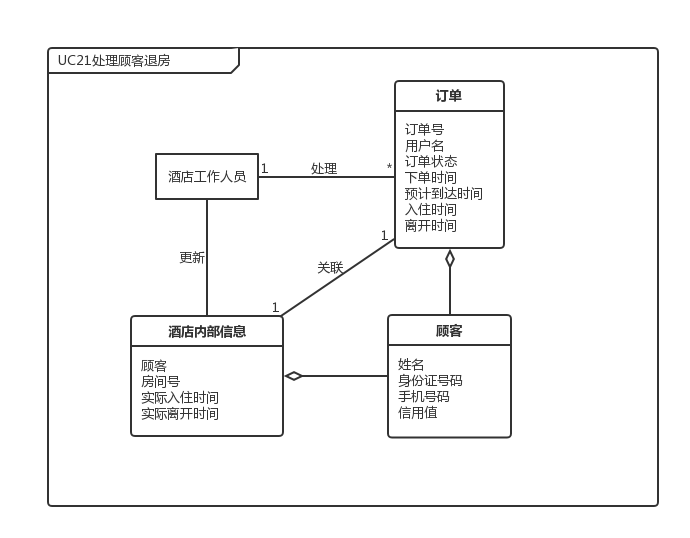 UC21处理顾客退房
订单
订单号
用户名
订单状态
下单时间
预计到达时间
入住时间
离开时间
酒店工作人员
1
处理
*
更新
关联
1
1
酒店内部信息
顾客
房间号
实际入住时间
实际离开时间
顾客
姓名
身份证号码
手机号码
信用值